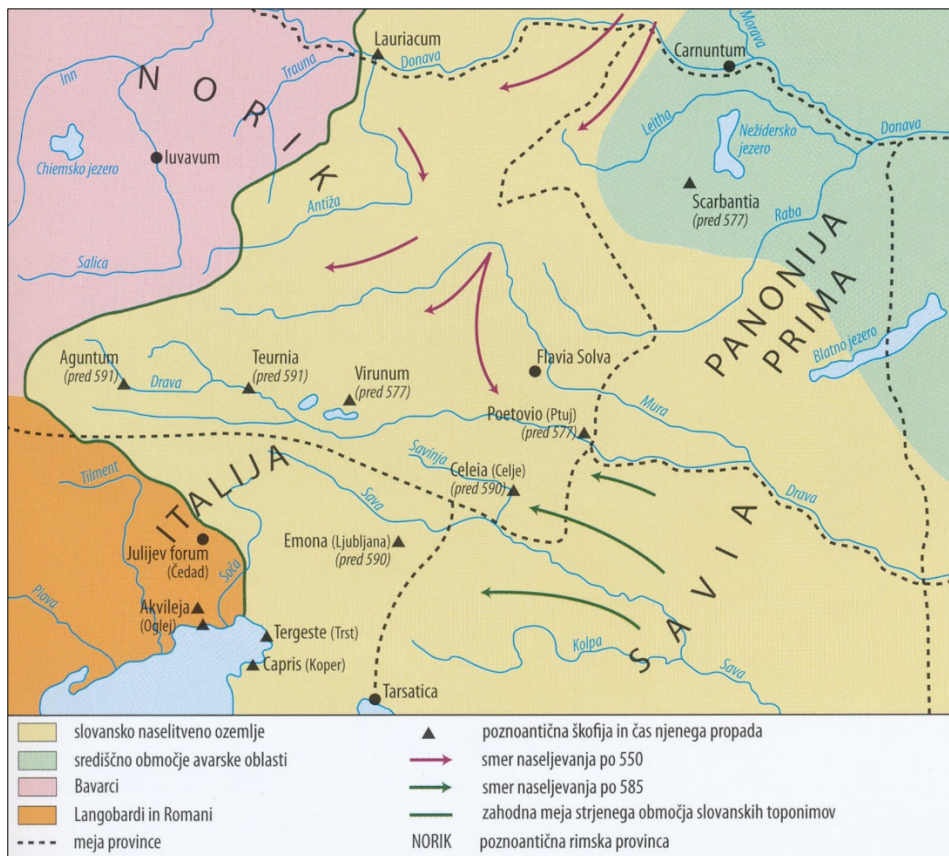 Morava
Lauriacum
Carnuntum
Donava
Inn
Trauna
NORIK
Leitha
Nežidersko
jezero
Donava
Chiemsko jezero
Iuvavum
Antiža
Scarbantia
(pred 577)
Raba
Salica
PANONIJA
PRIMA
Blatno jezero
Aguntum
(pred 591)
Drava
Teurnia
(pred 591)
Virunum
(pred 577)
Flavia Solva
Mura
Poetovio (Ptuj)
(pred 577)
Savinja
Celeia (Celje)
(pred 590)
Drava
Tilment
ITALIJA
Sava
Emona (Ljubljana)
(pred 590)
SAVIA
Julijev forum
(Čedad)
Soča
Piava
Akvileja
(Oglej)
Tergeste (Trst)
Capris (Koper)
Kolpa
Sava
Tarsatica
slovansko naselitveno ozemlje
središčno območje avarske oblasti
Bavarci
Langobardi in Romani
meja province
poznoantična škofija in čas njenega propada
smer naseljevanja po 550
smer naseljevanja po 585
zahodna meja strjenega območja slovanskih toponimov
NORIK poznoantična rimska provinca